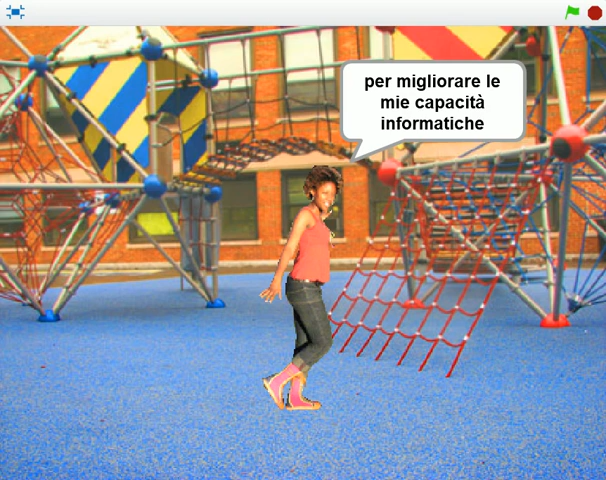 per migliorare le
mie capacità
informatiche